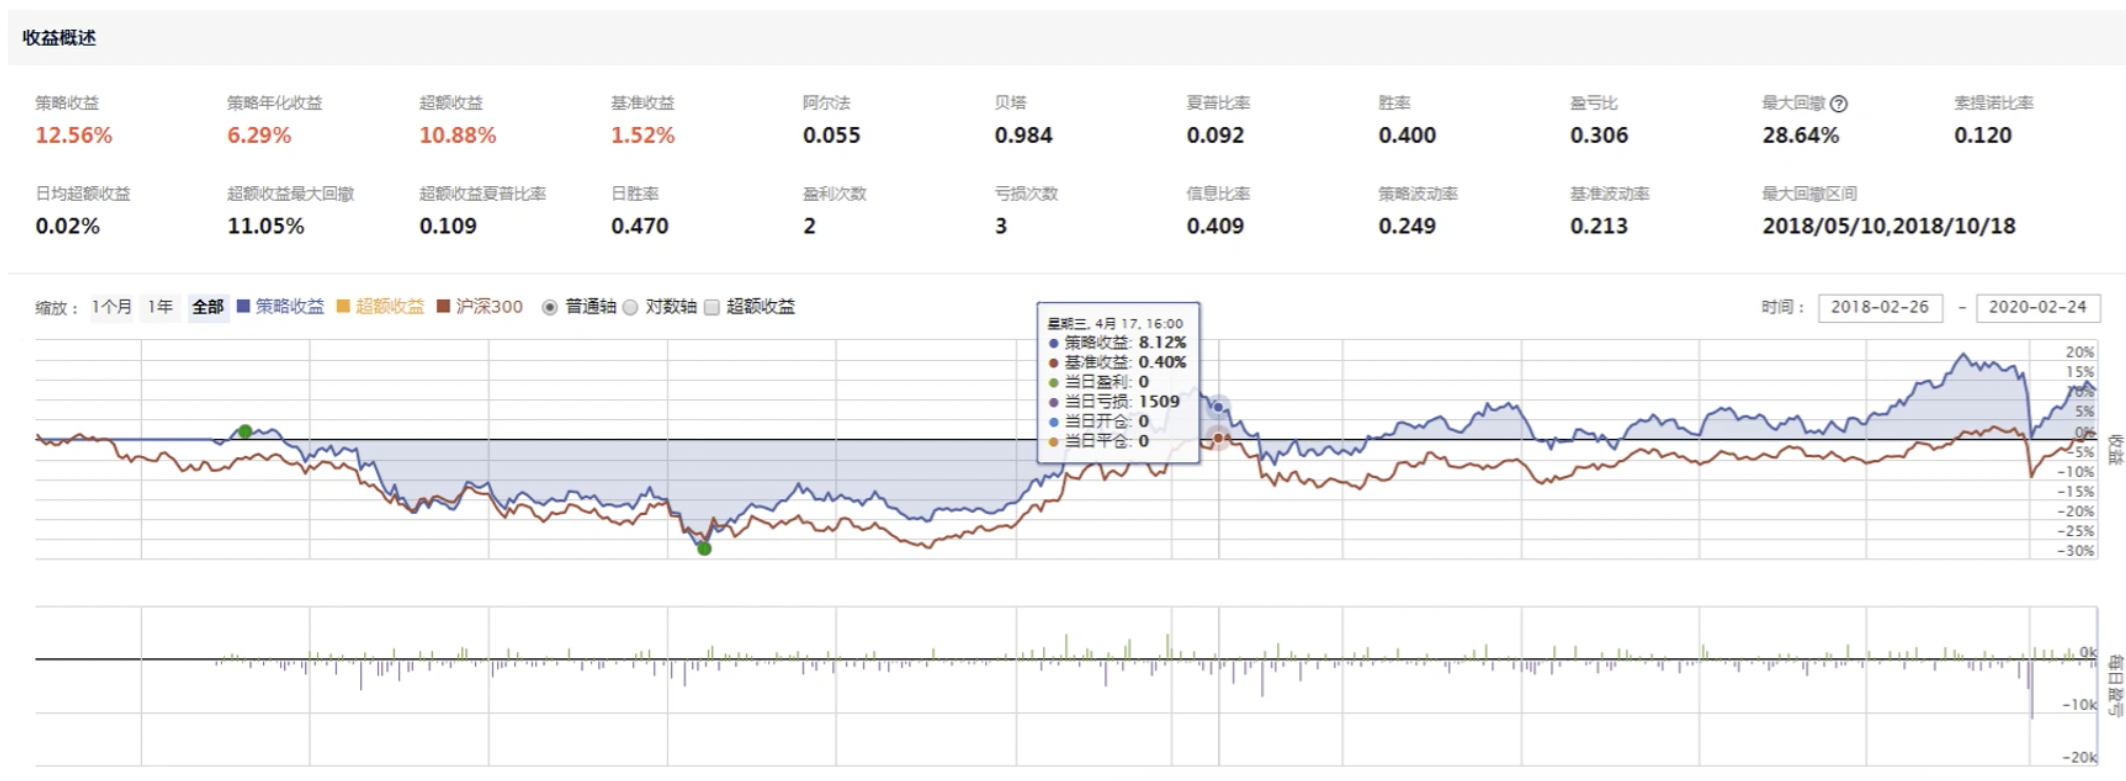 收益概述
策略收益 策略年化收益 超额收益 基准收益 阿尔法 贝塔 夏普比率 胜率 盈亏比 最大回撤 ? 索提诺比率
12.56% 6.29% 10.88% 1.52% 0.055 0.984 0.092 0.400 0.306 28.64% 0.120
日均超额收益 超额收益最大回撤 超额收益夏普比率 日胜率 盈利次数 亏损次数 信息比率 策略波动率 基准波动率 最大回撤区间
0.02% 11.05% 0.109 0.470 2 3 0.409 0.249 0.213 2018/05/10,2018/10/18
缩放： 1个月 1年 全部 策略收益 超额收益 沪深300 普通轴 对数轴 超额收益 时间： 2018-02-26 - 2020-02-24
星期三, 4月 17, 16:00
策略收益: 8.12%
基准收益: 0.40%
当日盈利: 0
当日亏损: 1509
当日开仓: 0
当日平仓: 0
20%
15%
10%
5%
0%
-5%
-10%
-15%
-20%
-25%
-30%
收益
0k
-10k
-20k
每日盈亏